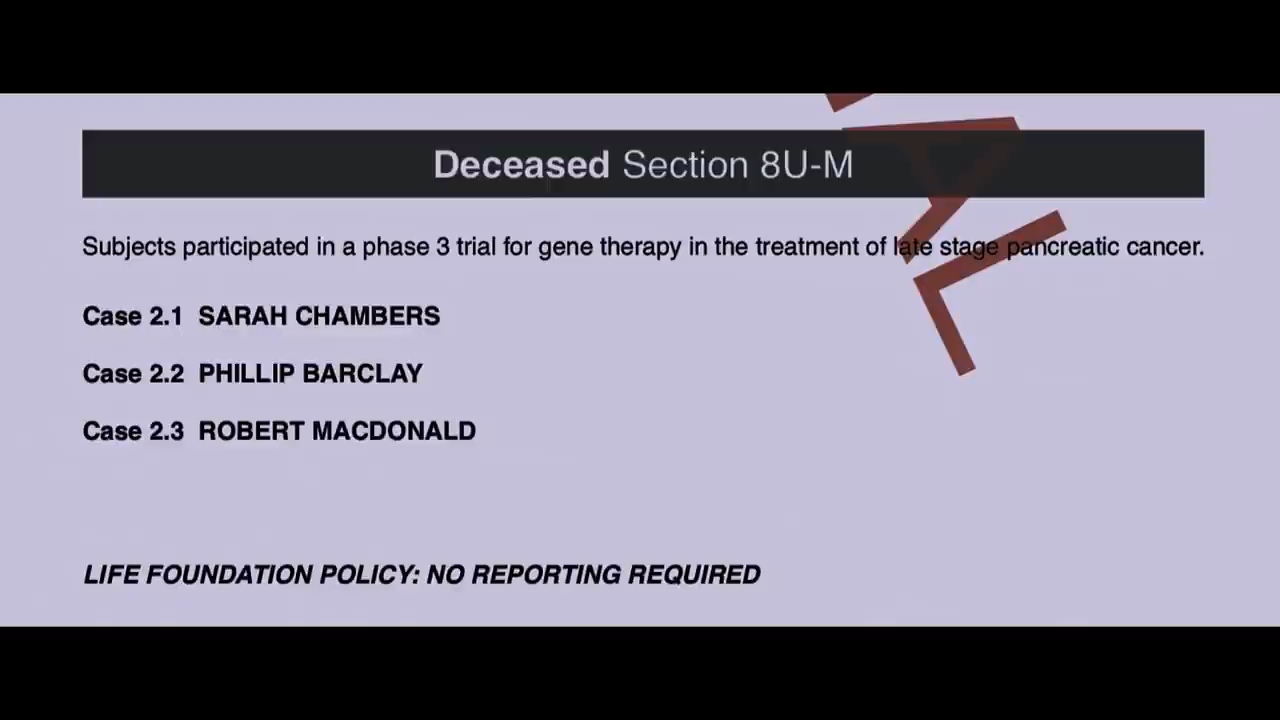 Deceased Section 8U-M
Subjects participated in a phase 3 trial for gene therapy in the treatment of late stage pancreatic cancer.
Case 2.1 SARAH CHAMBERS
Case 2.2 PHILLIP BARCLAY
Case 2.3 ROBERT MACDONALD
LIFE FOUNDATION POLICY: NO REPORTING REQUIRED